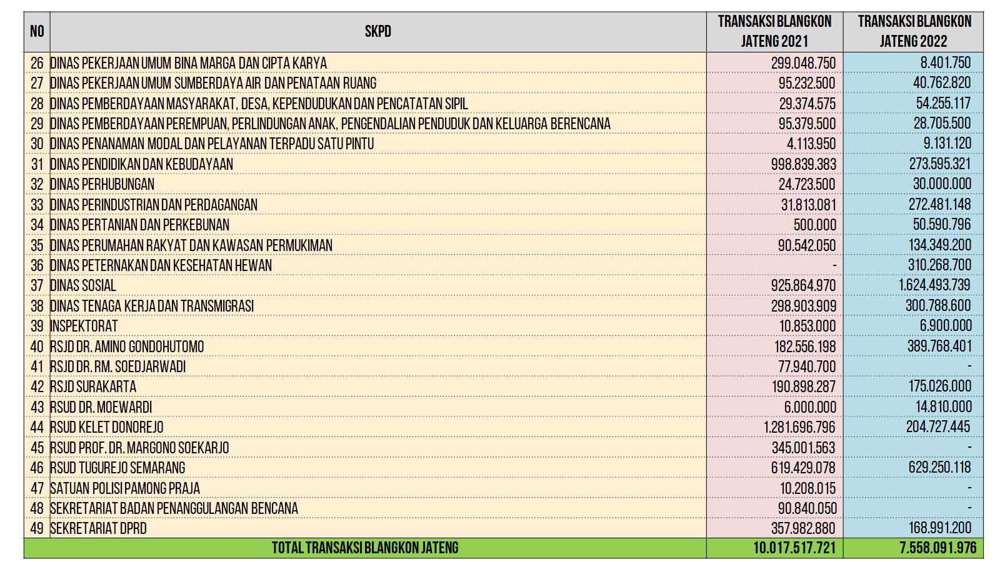 NO SKPD TRANSAKSI BLANGKON JATENG 2021 TRANSAKSI BLANGKON JATENG 2022
26 DINAS PEKERJAAN UMUM BINA MARGA DAN CIPTA KARYA 299.048.750 8.401.750
27 DINAS PEKERJAAN UMUM SUMBERDAYA AIR DAN PENATAAN RUANG 95.232.500 40.762.820
28 DINAS PEMBERDAYAAN MASYARAKAT, DESA, KEPENDUDUKAN DAN PENCATATAN SIPIL 29.374.575 54.255.117
29 DINAS PEMBERDAYAAN PEREMPUAN, PERLINDUNGAN ANAK, PENGENDALIAN PENDUDUK DAN KELUARGA BERENCANA 95.379.500 28.705.500
30 DINAS PENANAMAN MODAL DAN PELAYANAN TERPADU SATU PINTU 4.113.950 9.131.120
31 DINAS PENDIDIKAN DAN KEBUDAYAAN 998.839.383 273.595.321
32 DINAS PERHUBUNGAN 24.723.500 30.000.000
33 DINAS PERINDUSTRIAN DAN PERDAGANGAN 31.813.081 272.481.148
34 DINAS PERTANIAN DAN PERKEBUNAN 500.000 50.590.796
35 DINAS PERUMAHAN RAKYAT DAN KAWASAN PERMUKIMAN 90.542.050 134.349.200
36 DINAS PETERNAKAN DAN KESEHATAN HEWAN - 310.268.700
37 DINAS SOSIAL 925.864.970 1.624.493.739
38 DINAS TENAGA KERJA DAN TRANSMIGRASI 298.903.909 300.788.600
39 INSPEKTORAT 10.853.000 6.900.000
40 RSJD DR. AMINO GONDOHUTOMO 182.556.198 389.768.401
41 RSJD DR. RM. SOEDJARWADI 77.940.700 -
42 RSJD SURAKARTA 190.898.287 175.026.000
43 RSUD DR. MOEWARDI 6.000.000 14.810.000
44 RSUD KELET DONOREJO 1.281.696.796 204.727.445
45 RSUD PROF. DR. MARGONO SOEKARJO 345.001.563 -
46 RSUD TUGUREJO SEMARANG 619.429.078 629.250.118
47 SATUAN POLISI PAMONG PRAJA 10.208.015 -
48 SEKRETARIAT BADAN PENANGGULANGAN BENCANA 90.840.050 -
49 SEKRETARIAT DPRD 357.982.880 168.991.200
TOTAL TRANSAKSI BLANGKON JATENG 10.017.517.721 7.558.091.976